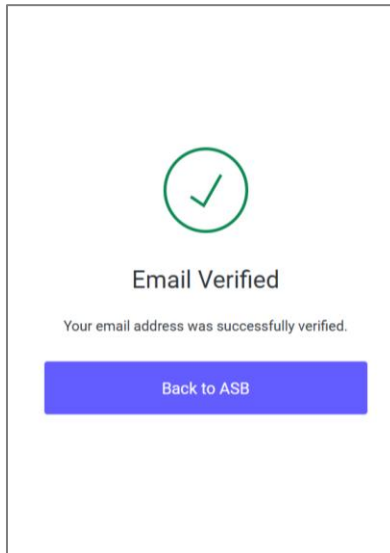 Email Verified
Your email address was successfully verified.
Back to ASB